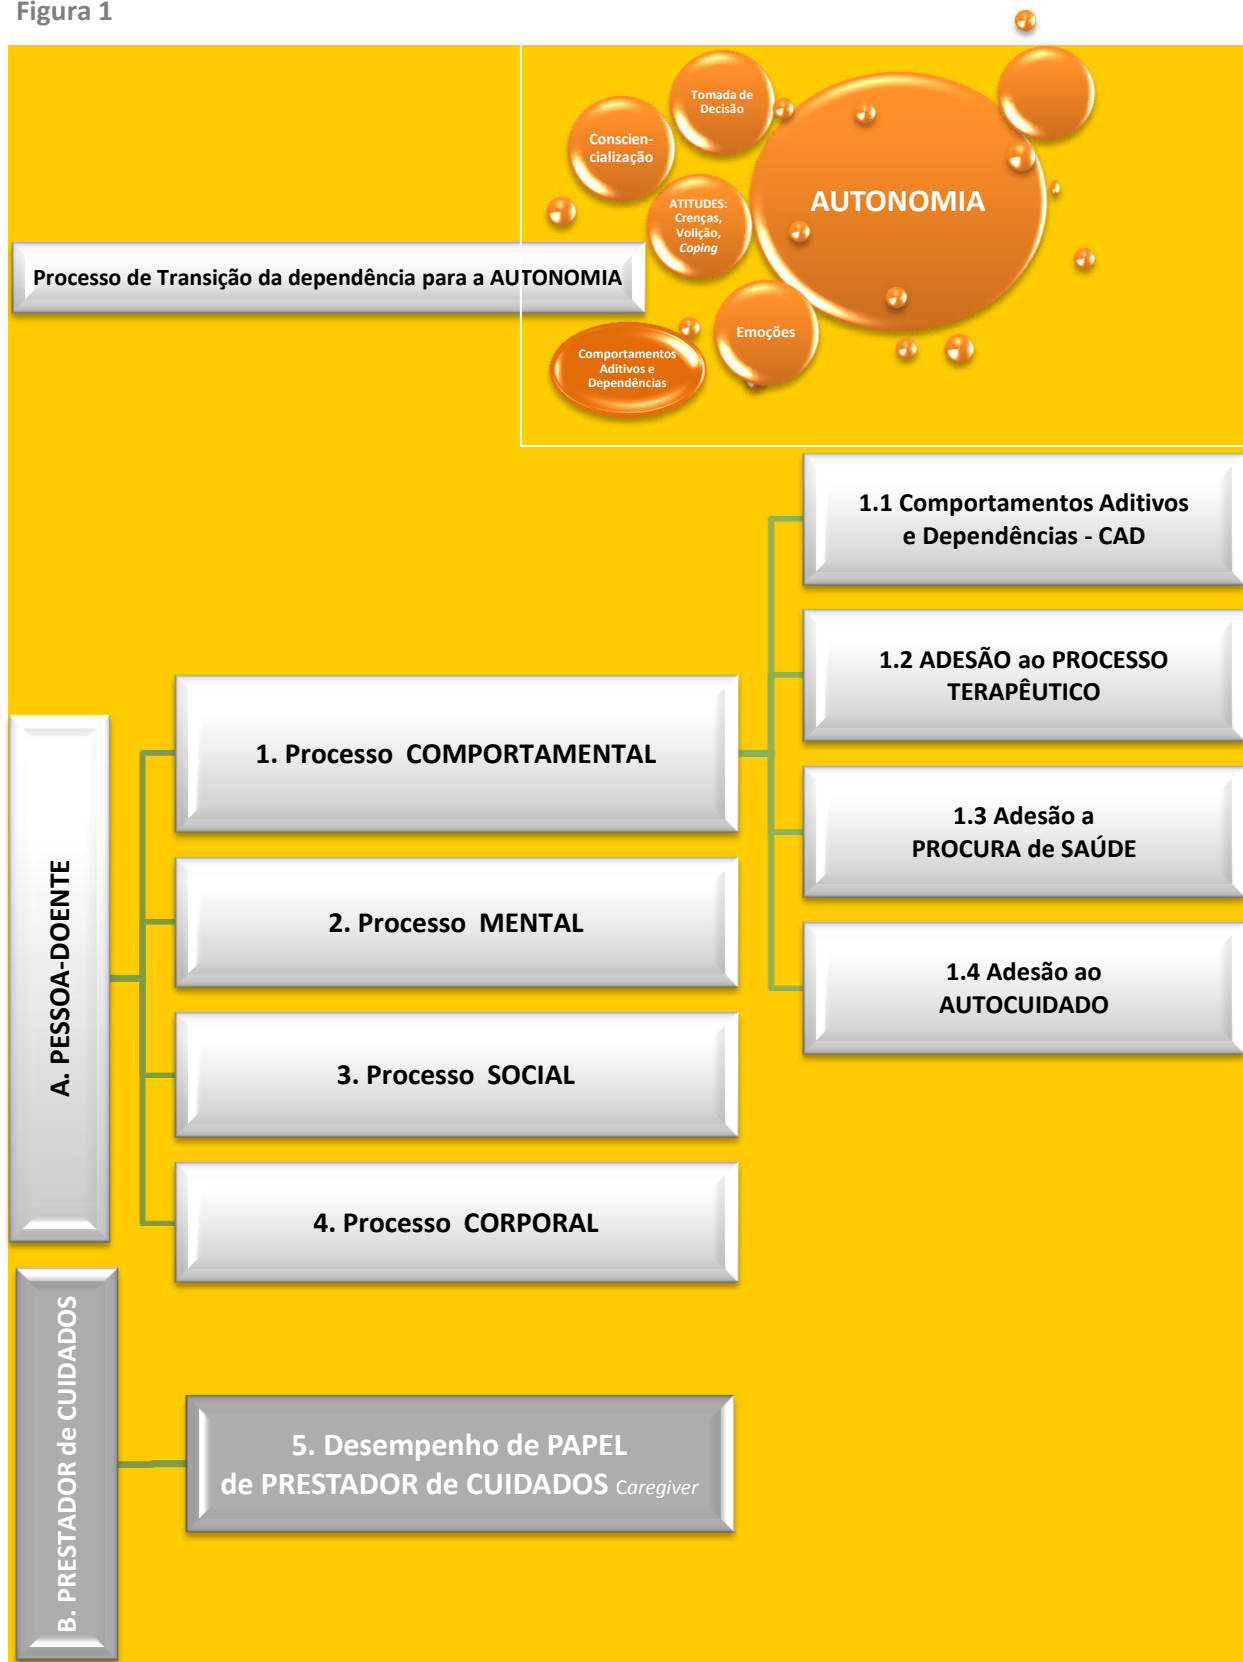 Figura 1
Tomada de
Decisão
Conscien-
cialização
ATITUDES:
Crenças,
Volição,
Coping
AUTONOMIA
Processo de Transição da dependência para a AUTONOMIA
Emoções
Comportamentos
Aditivos e
Dependências
1.1 Comportamentos Aditivos
e Dependências - CAD
1.2 ADESÃO ao PROCESSO
TERAPÊUTICO
1.3 Adesão a
PROCURA de SAÚDE
1.4 Adesão ao
AUTOCUIDADO
A. PESSOA-DOENTE
1. Processo COMPORTAMENTAL
2. Processo MENTAL
3. Processo SOCIAL
4. Processo CORPORAL
B. PRESTADOR de CUIDADOS
5. Desempenho de PAPEL
de PRESTADOR de CUIDADOS Caregiver